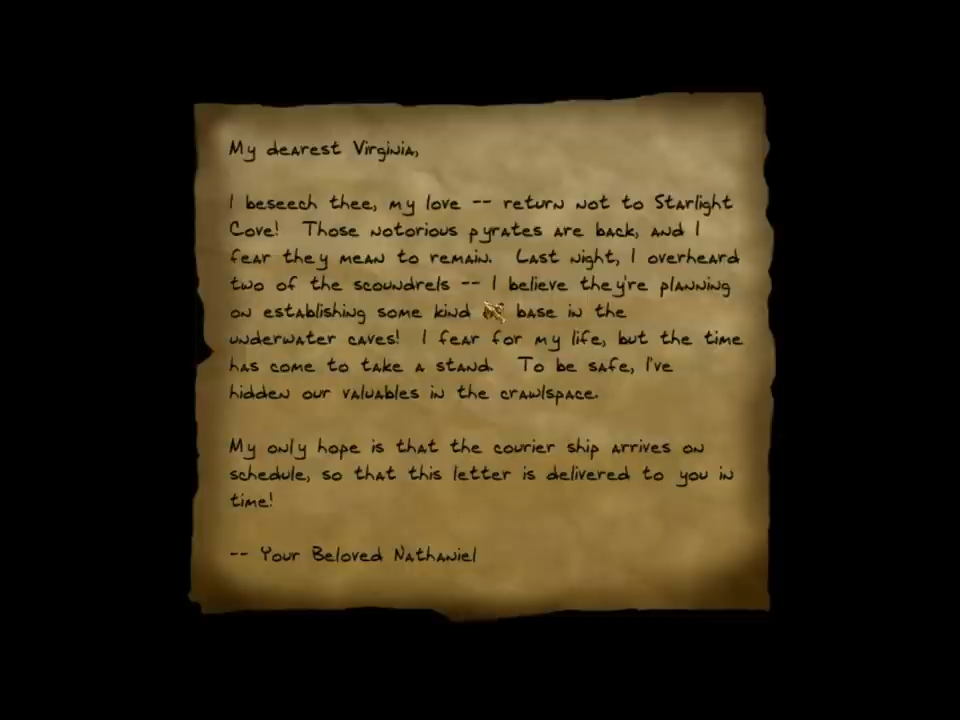 My dearest Virginia,
I beseech thee, my love -- return not to Starlight
Cove!  Those notorious pyrates are back, and I
fear they mean to remain.  Last night, I overheard
two of the scoundrels -- I believe they're planning
on establishing some kind base in the
underwater caves!  I fear for my life, but the time
has come to take a stand.  To be safe, I've
hidden our valuables in the crawlspace.
My only hope is that the courier ship arrives on
schedule, so that this letter is delivered to you in
time!
-- Your Beloved Nathaniel